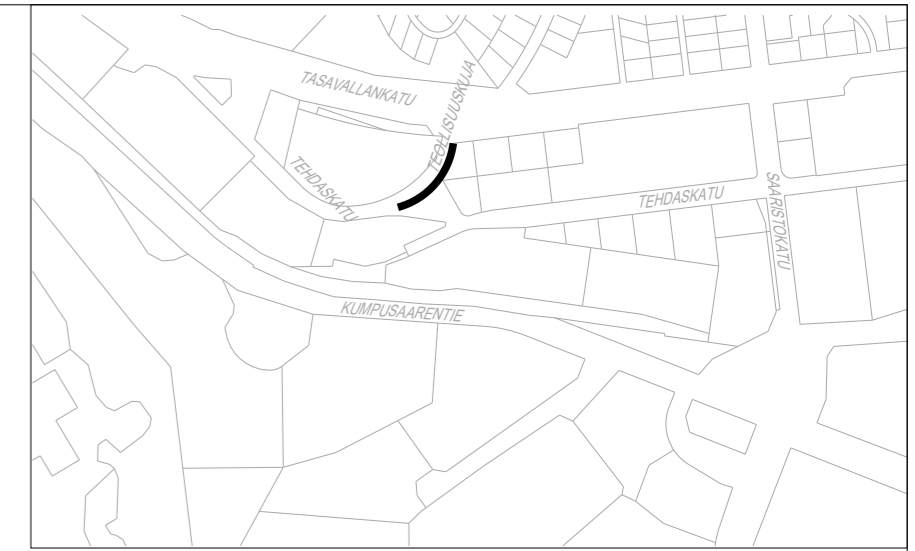 TASAVALLANKATU
TEOLLISUUSKUJA
TEHDASKATU
TEHDASKATU
SAARISTOKATU
KUMPUSAARENTIE